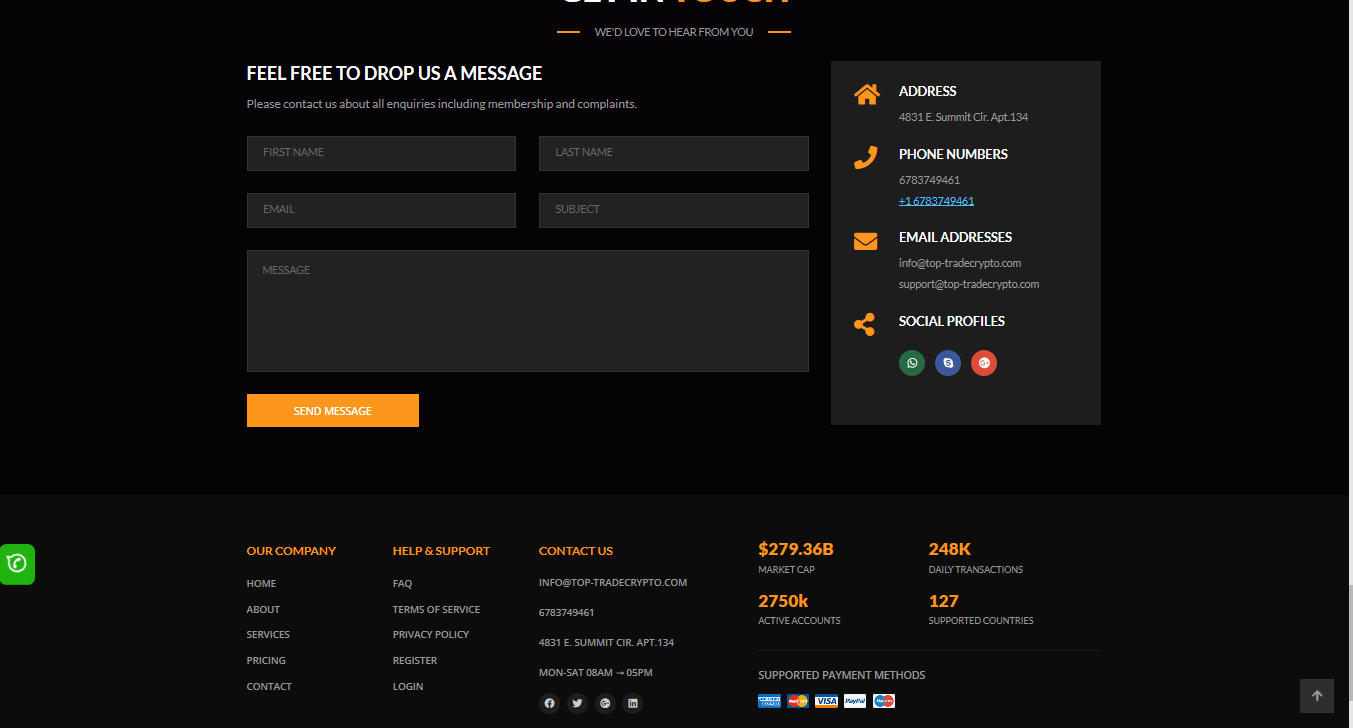 GET IN TOUCH
WE'D LOVE TO HEAR FROM YOU
FEEL FREE TO DROP US A MESSAGE
Please contact us about all enquiries including membership and complaints.
FIRST NAME
LAST NAME
EMAIL
SUBJECT
MESSAGE
SEND MESSAGE
ADDRESS
4831 E. Summit Cir. Apt.134
PHONE NUMBERS
6783749461
+1 6783749461
EMAIL ADDRESSES
info@top-tradecrypto.com
support@top-tradecrypto.com
SOCIAL PROFILES
OUR COMPANY
HOME
ABOUT
SERVICES
PRICING
CONTACT
HELP & SUPPORT
FAQ
TERMS OF SERVICE
PRIVACY POLICY
REGISTER
LOGIN
CONTACT US
INFO@TOP-TRADECRYPTO.COM
6783749461
4831 E. SUMMIT CIR. APT.134
MON-SAT 08AM → 05PM
$279.36B
MARKET CAP
248K
DAILY TRANSACTIONS
2750k
ACTIVE ACCOUNTS
127
SUPPORTED COUNTRIES
SUPPORTED PAYMENT METHODS
VISA
PayPal